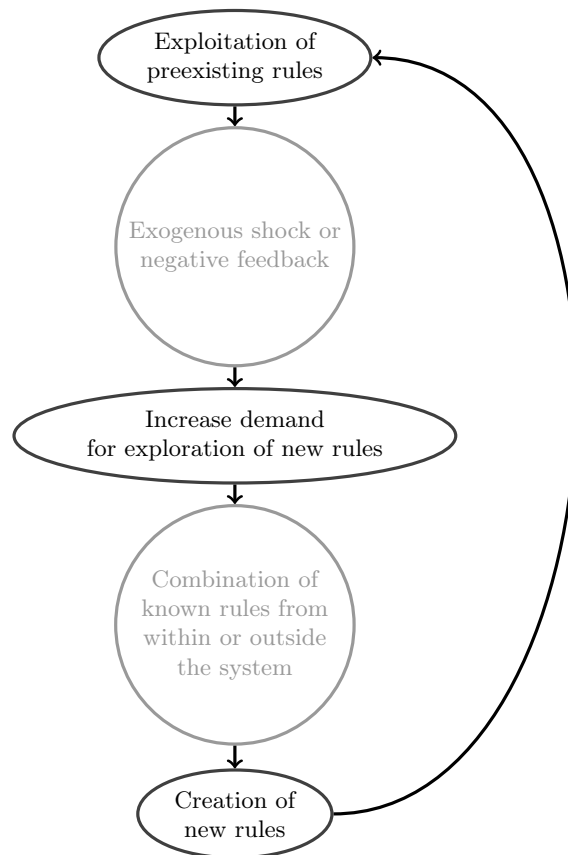 Exploitation of
preexisting rules
Exogenous shock or
negative feedback
Increase demand
for exploration of new rules
Combination of
known rules from
within or outside
the system
Creation of
new rules